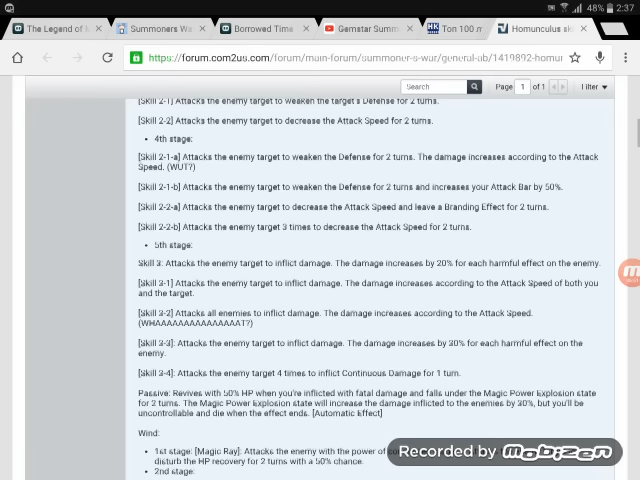 48% 2:37
The Legend of M
Summoners Wa
Borrowed Time
Gemstar Summ
Топ 100 m
Homunculus sk
https://forum.com2us.com/forum/main-forum/summoner-s-war/general-ab/1419892-homun
Search
Page 1 of 1
Filter
[Skill 2-1] Attacks the enemy target to weaken the target's Defense for 2 turns.
[Skill 2-2] Attacks the enemy target to decrease the Attack Speed for 2 turns.
• 4th stage:
[Skill 2-1-a] Attacks the enemy target to weaken the Defense for 2 turns. The damage increases according to the Attack
Speed. (WUT?)
[Skill 2-1-b] Attacks the enemy target to weaken the Defense for 2 turns and increases your Attack Bar by 50%.
[Skill 2-2-a] Attacks the enemy target to decrease the Attack Speed and leave a Branding Effect for 2 turns.
[Skill 2-2-b] Attacks the enemy target 3 times to decrease the Attack Speed for 2 turns.
• 5th stage:
Skill 3: Attacks the enemy target to inflict damage. The damage increases by 20% for each harmful effect on the enemy.
[Skill 3-1] Attacks the enemy target to inflict damage. The damage increases according to the Attack Speed of both you
and the target.
[Skill 3-2] Attacks all enemies to inflict damage. The damage increases according to the Attack Speed.
(WHAAAAAAAAAAAAAAT?)
[Skill 3-3]: Attacks the enemy target to inflict damage. The damage increases by 30% for each harmful effect on the
enemy.
[Skill 3-4]: Attacks the enemy target 4 times to inflict Continuous Damage for 1 turn.
Passive: Revives with 50% HP when you're inflicted with fatal damage and falls under the Magic Power Explosion state
for 2 turns. The Magic Power Explosion state will increase the damage inflicted to the enemies by 30%, but you'll be
uncontrollable and die when the effect ends. [Automatic Effect]
Wind:
• 1st stage: [Magic Ray]: Attacks the enemy with the power of
disturb the HP recovery for 2 turns with a 50% chance.
• 2nd stage:
Recorded by Mobizen